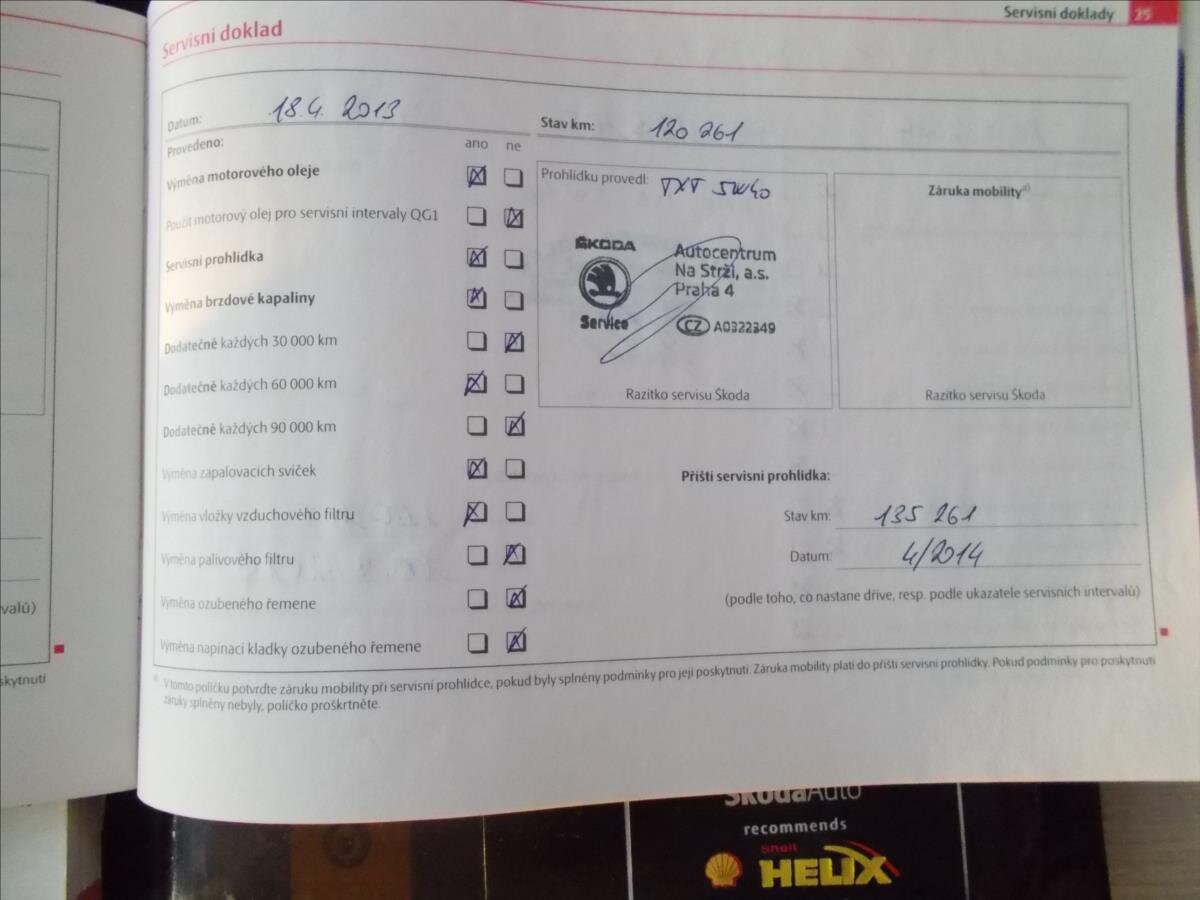 Servisní doklady 25
Servisní doklad
Datum: 18.4. 2013
Stav km: 120 261
Provedeno: ano ne
Výměna motorového oleje
Použit motorový olej pro servisní intervaly QG1
Servisní prohlídka
Výměna brzdové kapaliny
Dodatečně každých 30 000 km
Dodatečně každých 60 000 km
Dodatečně každých 90 000 km
Výměna zapalovacích svíček
Výměna vložky vzduchového filtru
Výměna palivového filtru
Výměna ozubeného řemene
Výměna napínací kladky ozubeného řemene
Prohlídku provedl: TXT 5W40
ŠKODA
Service
Autocentrum
Na Strži, a.s.
Praha 4
CZ A0322349
Razítko servisu Škoda
Záruka mobility a)
Razítko servisu Škoda
Příští servisní prohlídka:
Stav km: 135 261
Datum: 4/2014
(podle toho, co nastane dříve, resp. podle ukazatele servisních intervalů)
a) V tomto políčku potvrďte záruku mobility při servisní prohlídce, pokud byly splněny podmínky pro její poskytnutí. Záruka mobility platí do příští servisní prohlídky. Pokud podmínky pro poskytnutí
záruky splněny nebyly, políčko proškrtněte.
valů)
skytnutí
ŠkodaAuto
recommends
Shell
HELIX